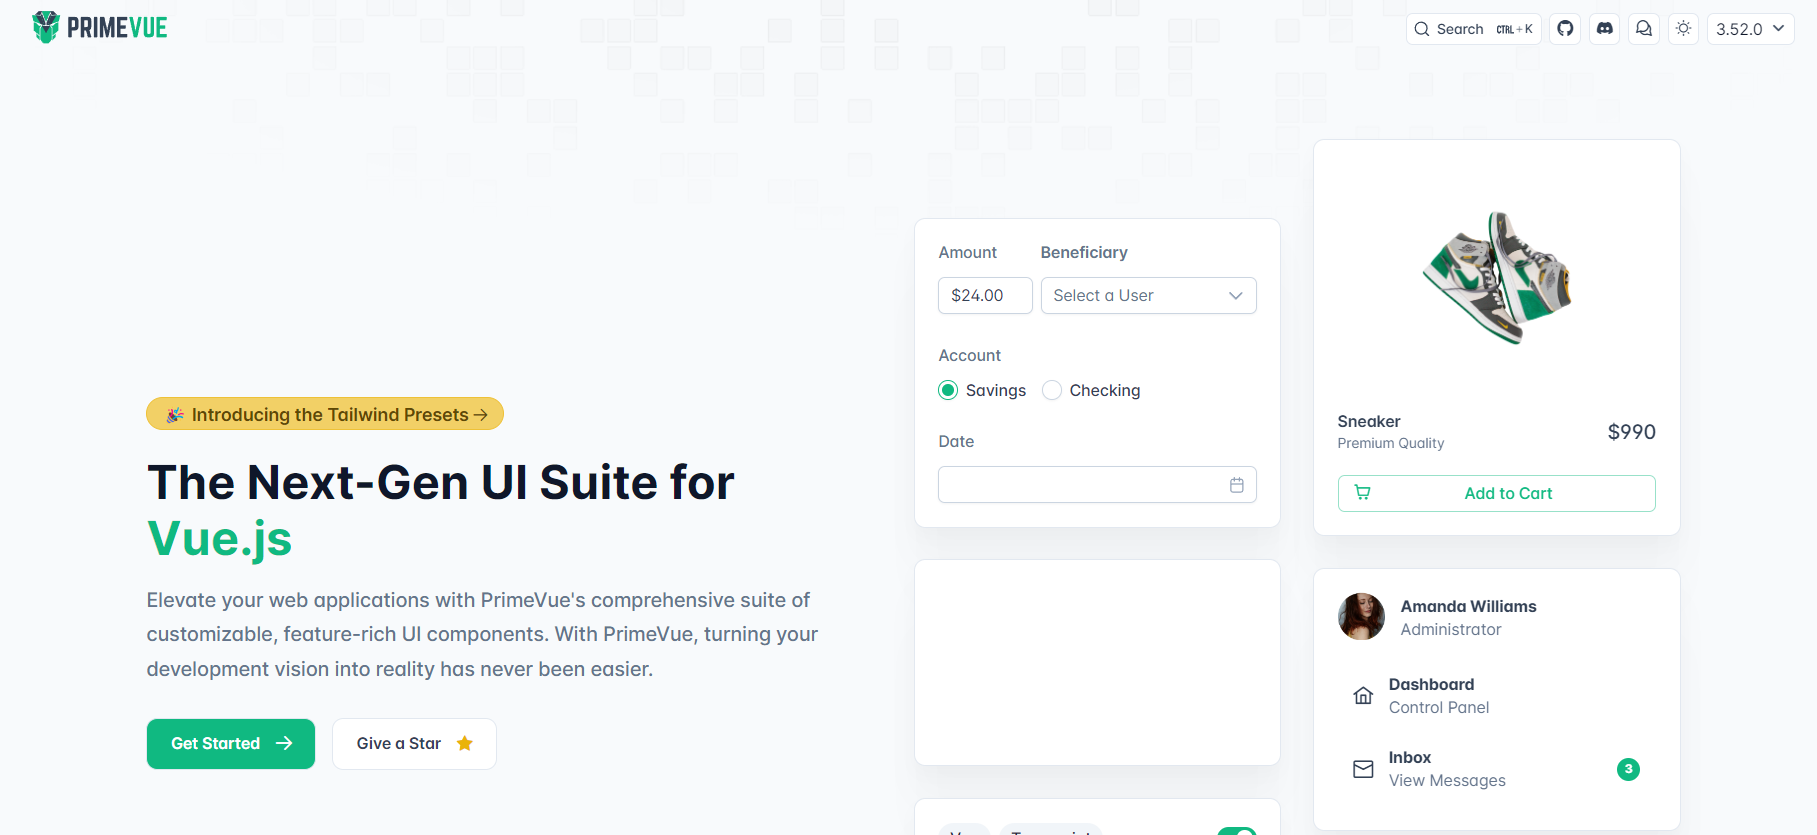 PRIMEVUE
Search CTRL+K
3.52.0
Introducing the Tailwind Presets
The Next-Gen UI Suite for
Vue.js
Elevate your web applications with PrimeVue's comprehensive suite of
customizable, feature-rich UI components. With PrimeVue, turning your
development vision into reality has never been easier.
Get Started
Give a Star
Amount Beneficiary
$24.00 Select a User
Account
Savings Checking
Date
Sneaker
Premium Quality
$990
Add to Cart
Amanda Williams
Administrator
Dashboard
Control Panel
Inbox
View Messages
3